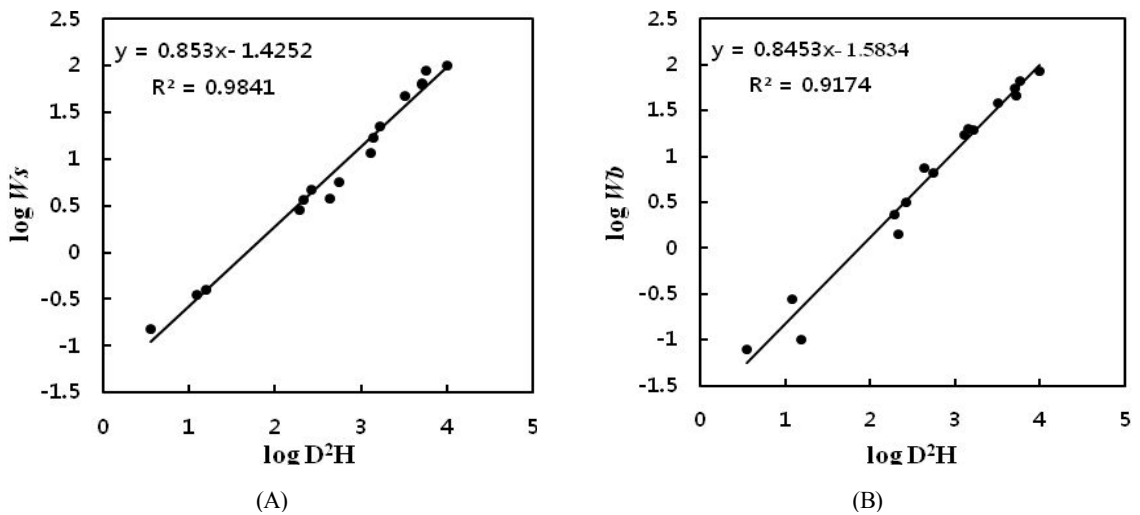 y = 0.853x- 1.4252
R² = 0.9841
2.5
2
1.5
1
0.5
0
-0.5
-1
-1.5
0 1 2 3 4 5
log Ws
log D²H
(A)
y = 0.8453x-1.5834
R² = 0.9174
2.5
2
1.5
1
0.5
0
-0.5
-1
-1.5
0 1 2 3 4 5
log Wb
log D²H
(B)